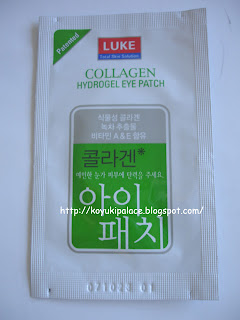 Patented
LUKE
Total Skin Solution
COLLAGEN
HYDROGEL EYE PATCH
식물성 콜라겐
녹차 추출물
비타민 A & E 함유
콜라겐*
예민한 눈가 피부에 탄력을 주세요.
아이
패치
http://koyukipalace.blogspot.com/
071023 01